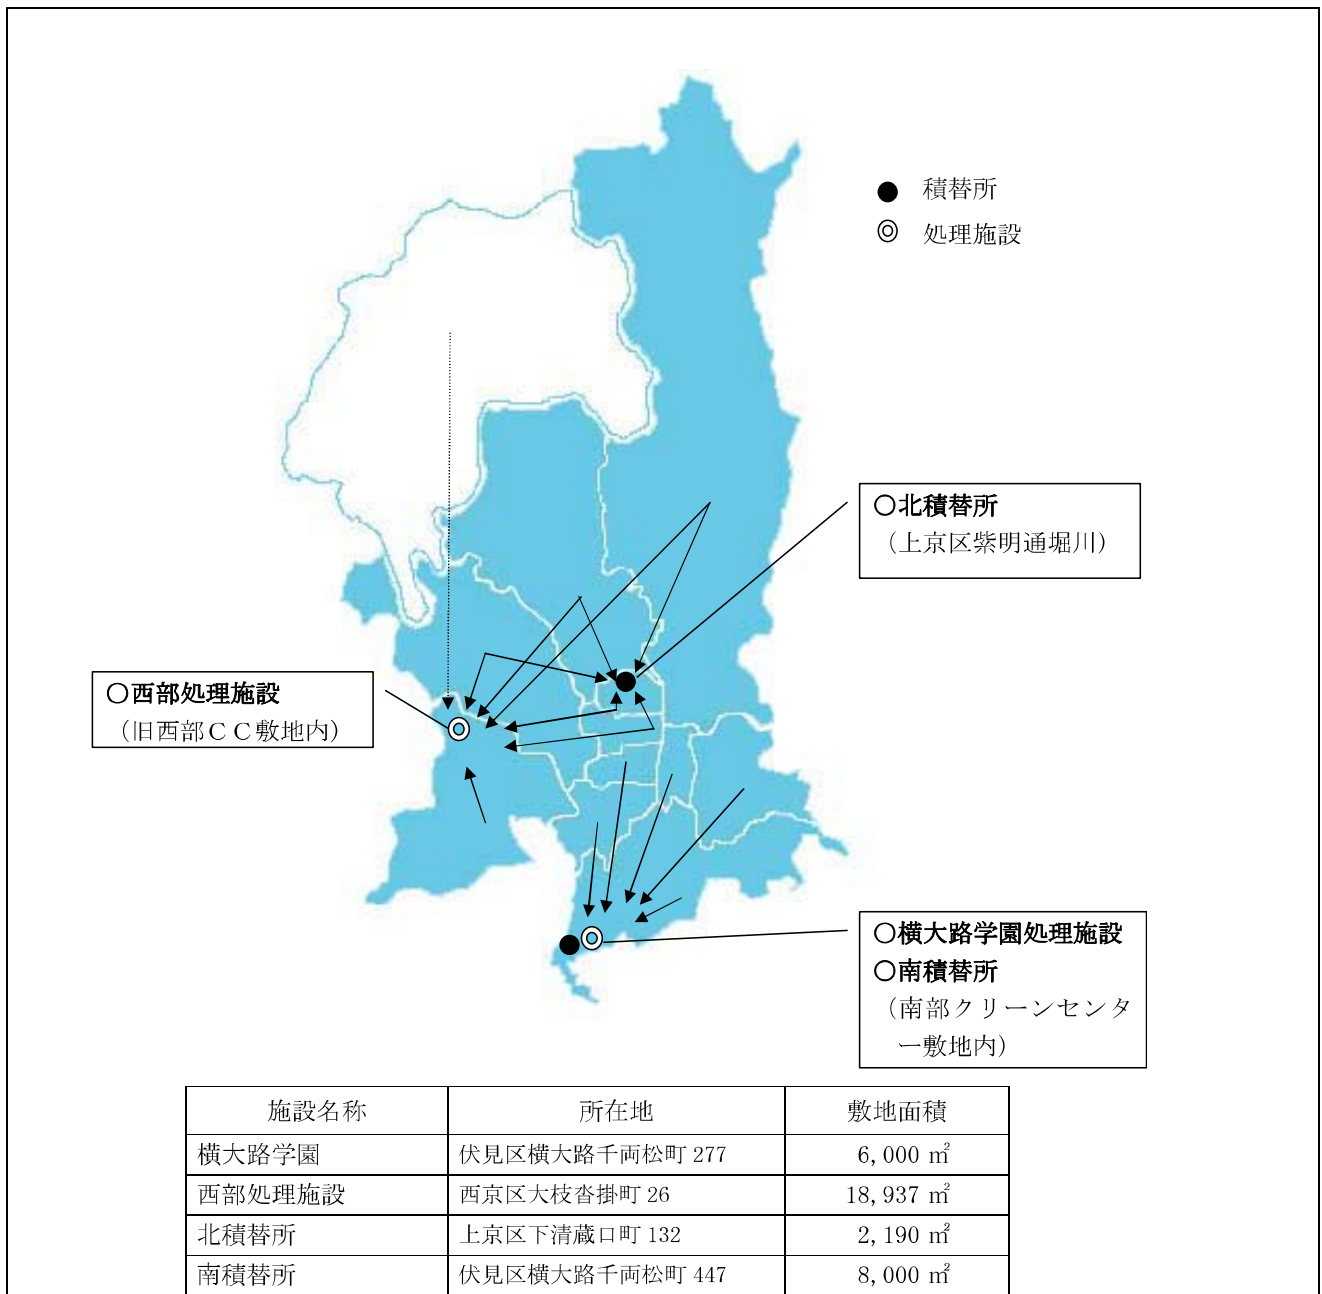 ● 積替所
◎ 処理施設
○北積替所
（上京区紫明通堀川）
○西部処理施設
（旧西部ＣＣ敷地内）
○横大路学園処理施設
○南積替所
（南部クリーンセンタ
ー敷地内）
施設名称 所在地 敷地面積
横大路学園 伏見区横大路千両松町 277 6,000 ㎡
西部処理施設 西京区大枝沓掛町 26 18,937 ㎡
北積替所 上京区下清蔵口町 132 2,190 ㎡
南積替所 伏見区横大路千両松町 447 8,000 ㎡